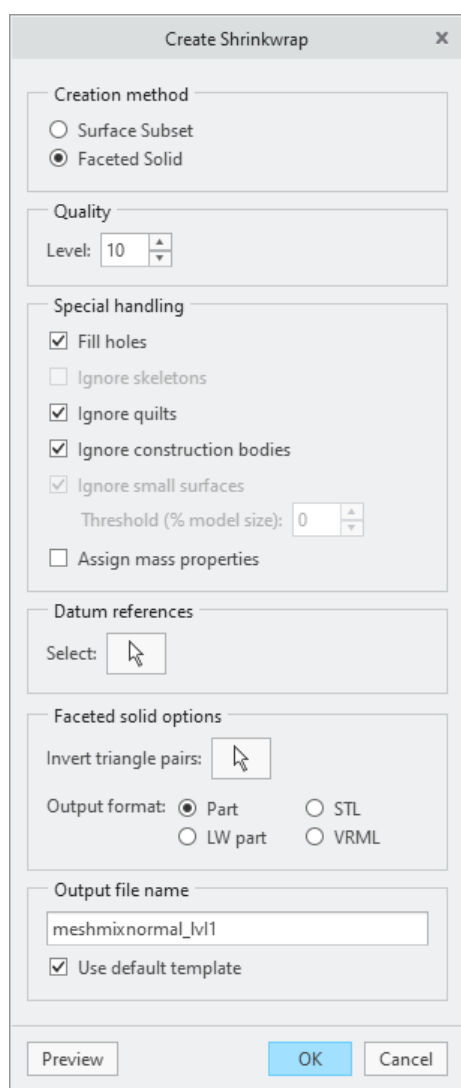 Create Shrinkwrap x
Creation method
Surface Subset
Faceted Solid
Quality
Level: 10
Special handling
Fill holes
Ignore skeletons
Ignore quilts
Ignore construction bodies
Ignore small surfaces
Threshold (% model size): 0
Assign mass properties
Datum references
Select:
Faceted solid options
Invert triangle pairs:
Output format: Part STL
LW part VRML
Output file name
meshmixnormal_lvl1
Use default template
Preview OK Cancel